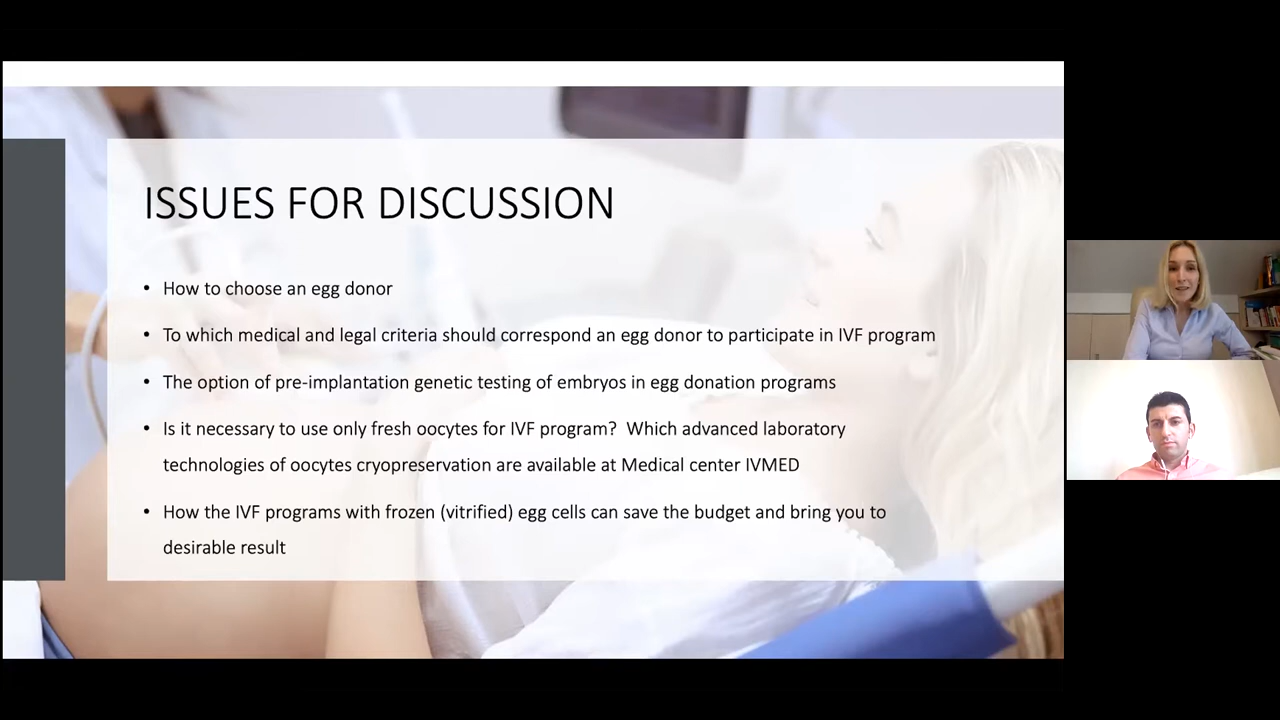 ISSUES FOR DISCUSSION
• How to choose an egg donor
• To which medical and legal criteria should correspond an egg donor to participate in IVF program
• The option of pre-implantation genetic testing of embryos in egg donation programs
• Is it necessary to use only fresh oocytes for IVF program? Which advanced laboratory
technologies of oocytes cryopreservation are available at Medical center IVMED
• How the IVF programs with frozen (vitrified) egg cells can save the budget and bring you to
desirable result